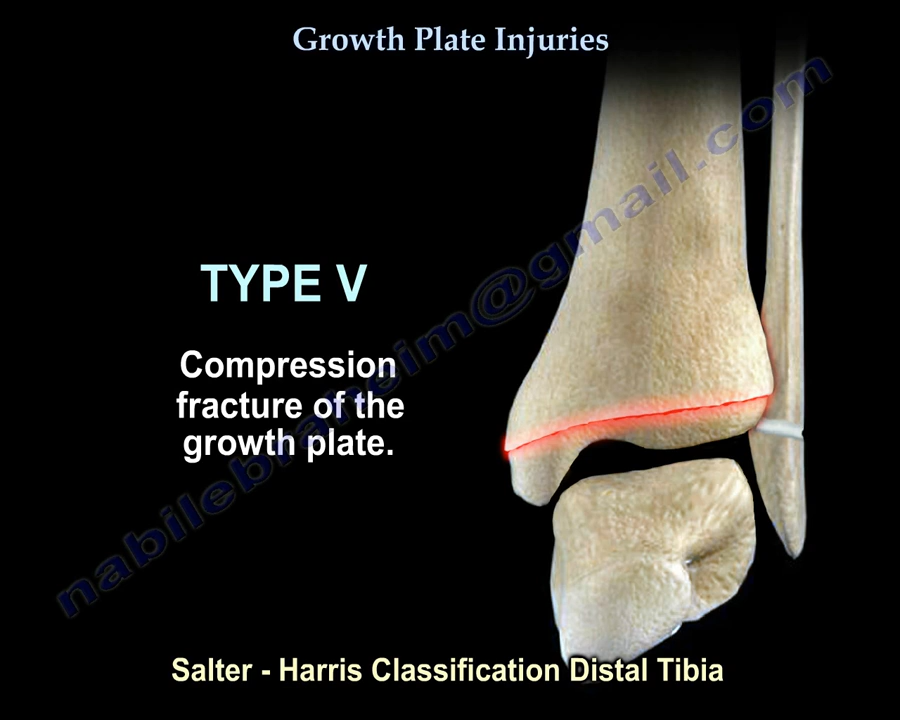 Growth Plate Injuries
TYPE V
Compression
fracture of the
growth plate.
nabilebraheim@gmail.com
Salter - Harris Classification Distal Tibia